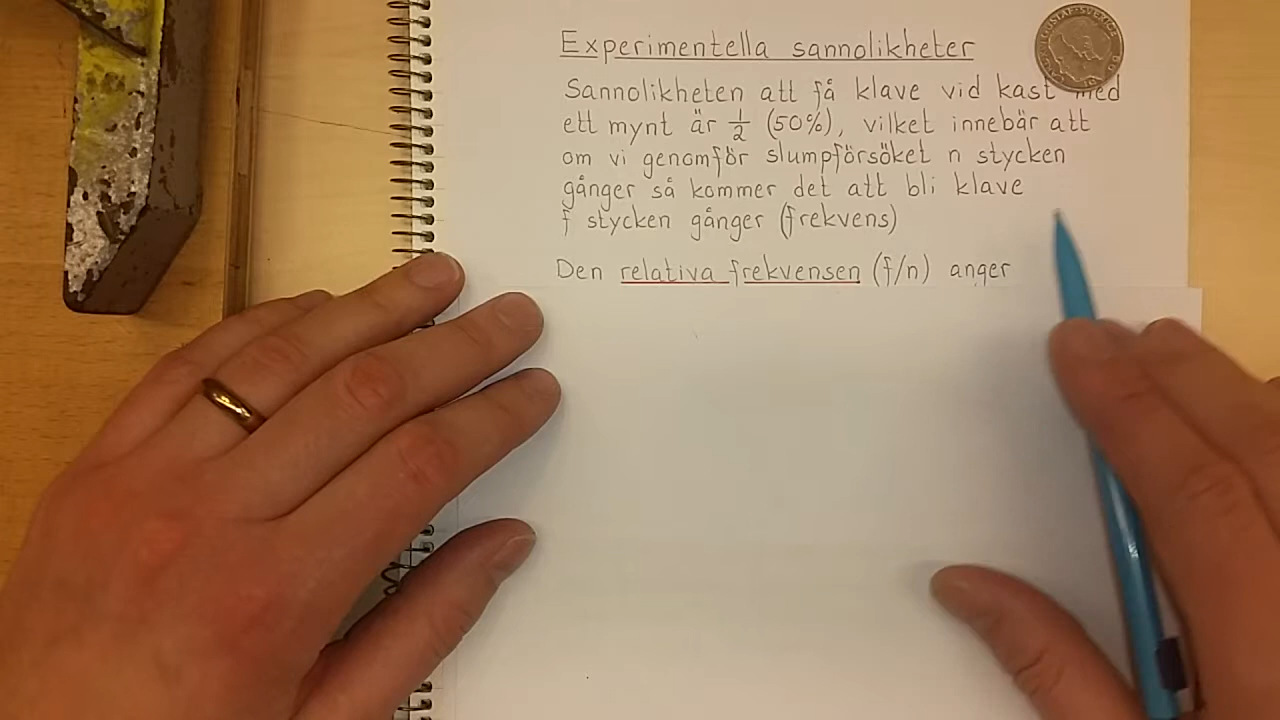 Experimentella sannolikheter
Sannolikheten att få klave vid kast med
ett mynt är 1/2 (50%), vilket innebär att
om vi genomför slumpförsöket n stycken
gånger så kommer det att bli klave
f stycken gånger (frekvens)
Den relativa frekvensen (f/n) anger